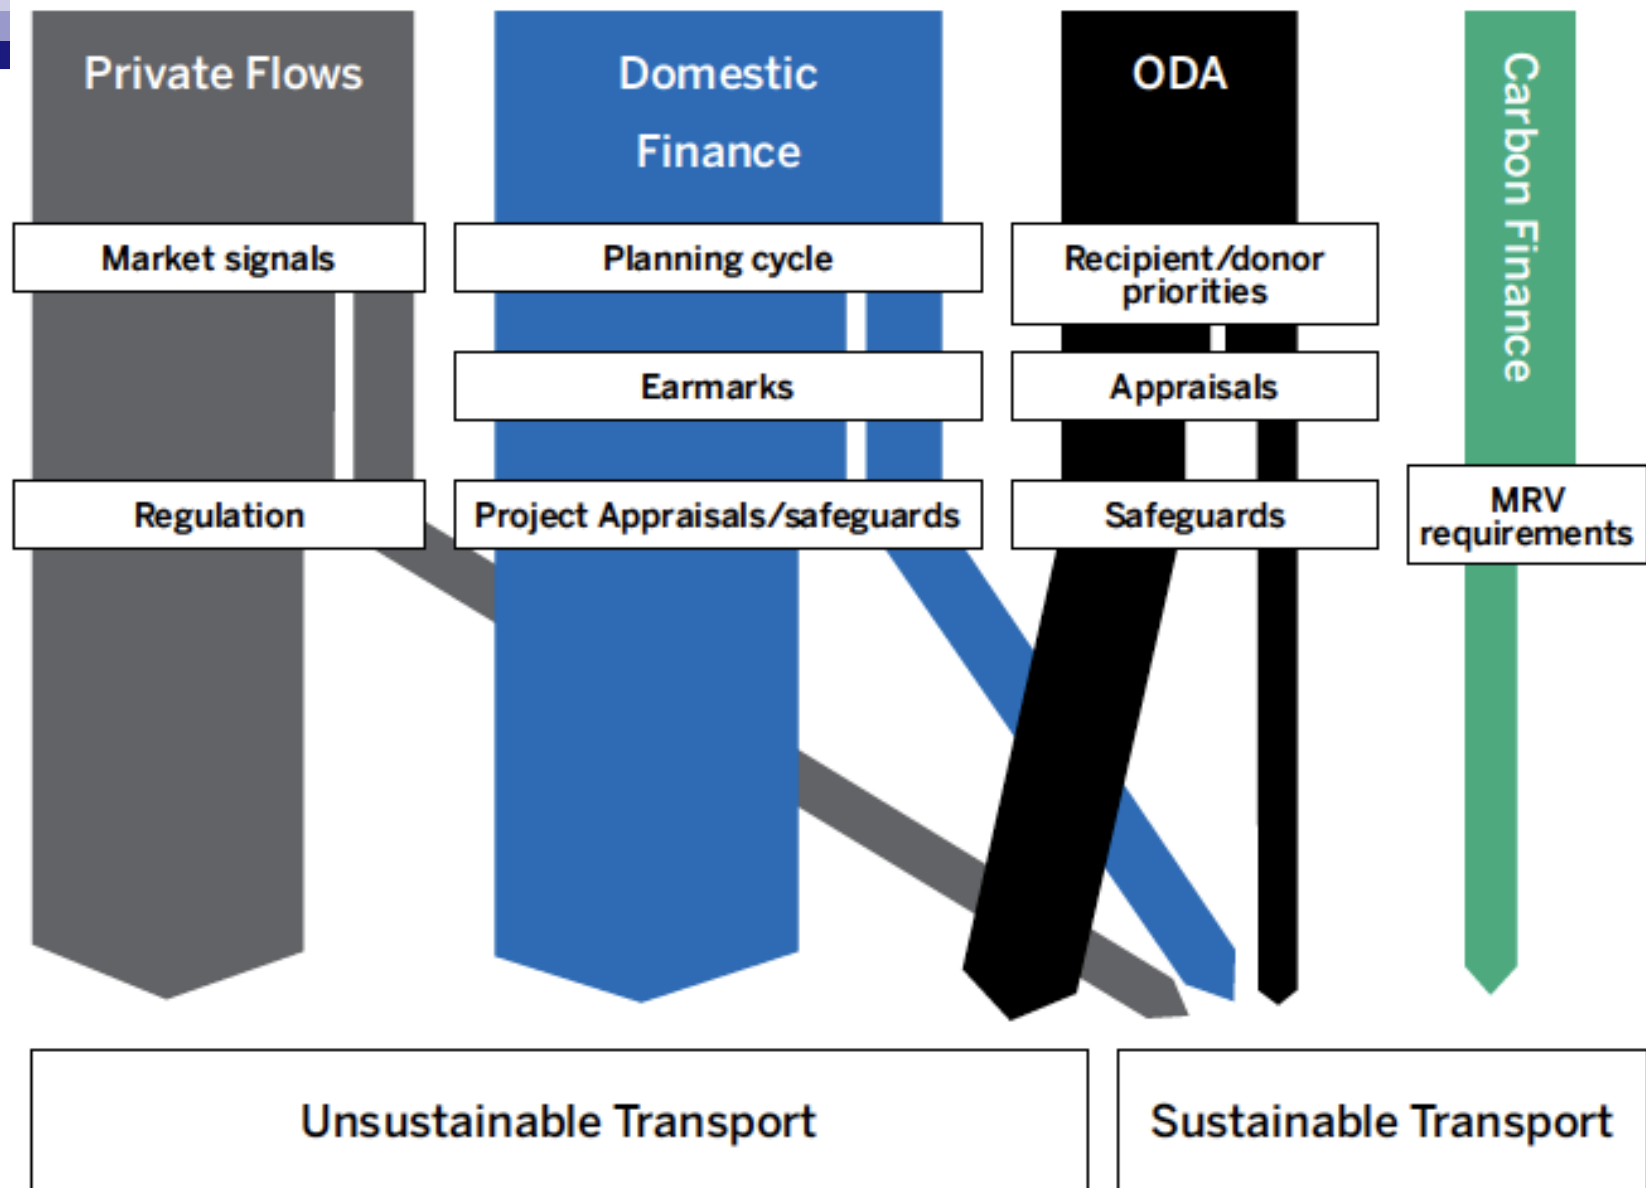 Private Flows
Domestic
Finance
ODA
Carbon Finance
Market signals
Planning cycle
Recipient/donor
priorities
Earmarks
Appraisals
Regulation
Project Appraisals/safeguards
Safeguards
MRV
requirements
Unsustainable Transport
Sustainable Transport